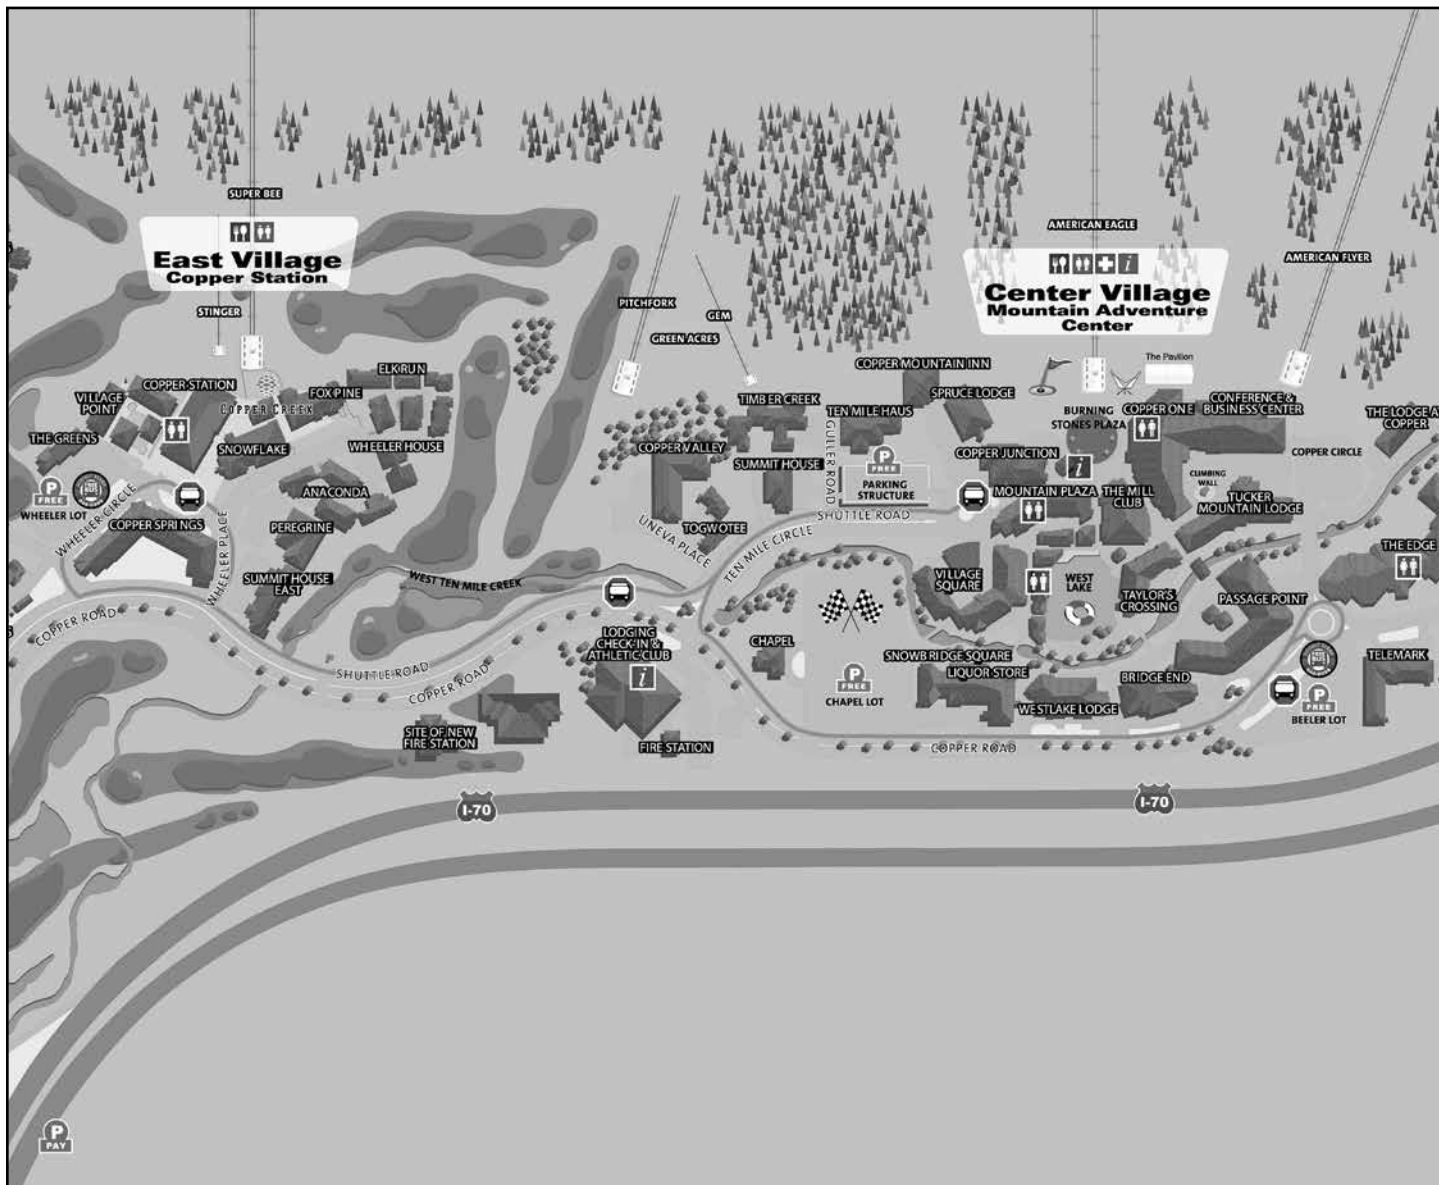 SUPER BEE
East Village
Copper Station
STINGER
PITCHFORK
GEM
GREEN ACRES
AMERICAN EAGLE
AMERICAN FLYER
Center Village
Mountain Adventure
Center
The Pavilion
ELK RUN
COPPER STATION
FOX PINE
VILLAGE
POINT
COPPER CREEK
THE GREENS
SNOWFLAKE
WHEELER HOUSE
P
FREE
WHEELER LOT
WHEELER CIRCLE
ANACONDA
COPPER SPRINGS
PEREGRINE
WHEELER PLACE
SUMMIT HOUSE
EAST
COPPER ROAD
WEST TEN MILE CREEK
SHUTTLE ROAD
COPPER ROAD
COPPER MOUNTAIN INN
SPRUCE LODGE
TIMBER CREEK
TEN MILE HAUS
COPPER VALLEY
SUMMIT HOUSE
GULLER ROAD
P
FREE
PARKING
STRUCTURE
SHUTTLE ROAD
TOGWOTEE
UNEVA PLACE
TEN MILE CIRCLE
BURNING
STONES PLAZA
COPPER ONE
CONFERENCE &
BUSINESS CENTER
THE LODGE AT
COPPER
COPPER JUNCTION
i
COPPER CIRCLE
CLIMBING
WALL
MOUNTAIN PLAZA
THE MILL
CLUB
TUCKER
MOUNTAIN LODGE
THE EDGE
VILLAGE
SQUARE
WEST
LAKE
TAYLOR'S
CROSSING
PASSAGE POINT
LODGING
CHECK-IN &
ATHLETIC CLUB
i
CHAPEL
P
FREE
CHAPEL LOT
SNOWBRIDGE SQUARE
LIQUOR STORE
BRIDGE END
WESTLAKE LODGE
TELEMARK
P
FREE
BEELER LOT
SITE OF NEW
FIRE STATION
FIRE STATION
COPPER ROAD
I-70
I-70
P
PAY